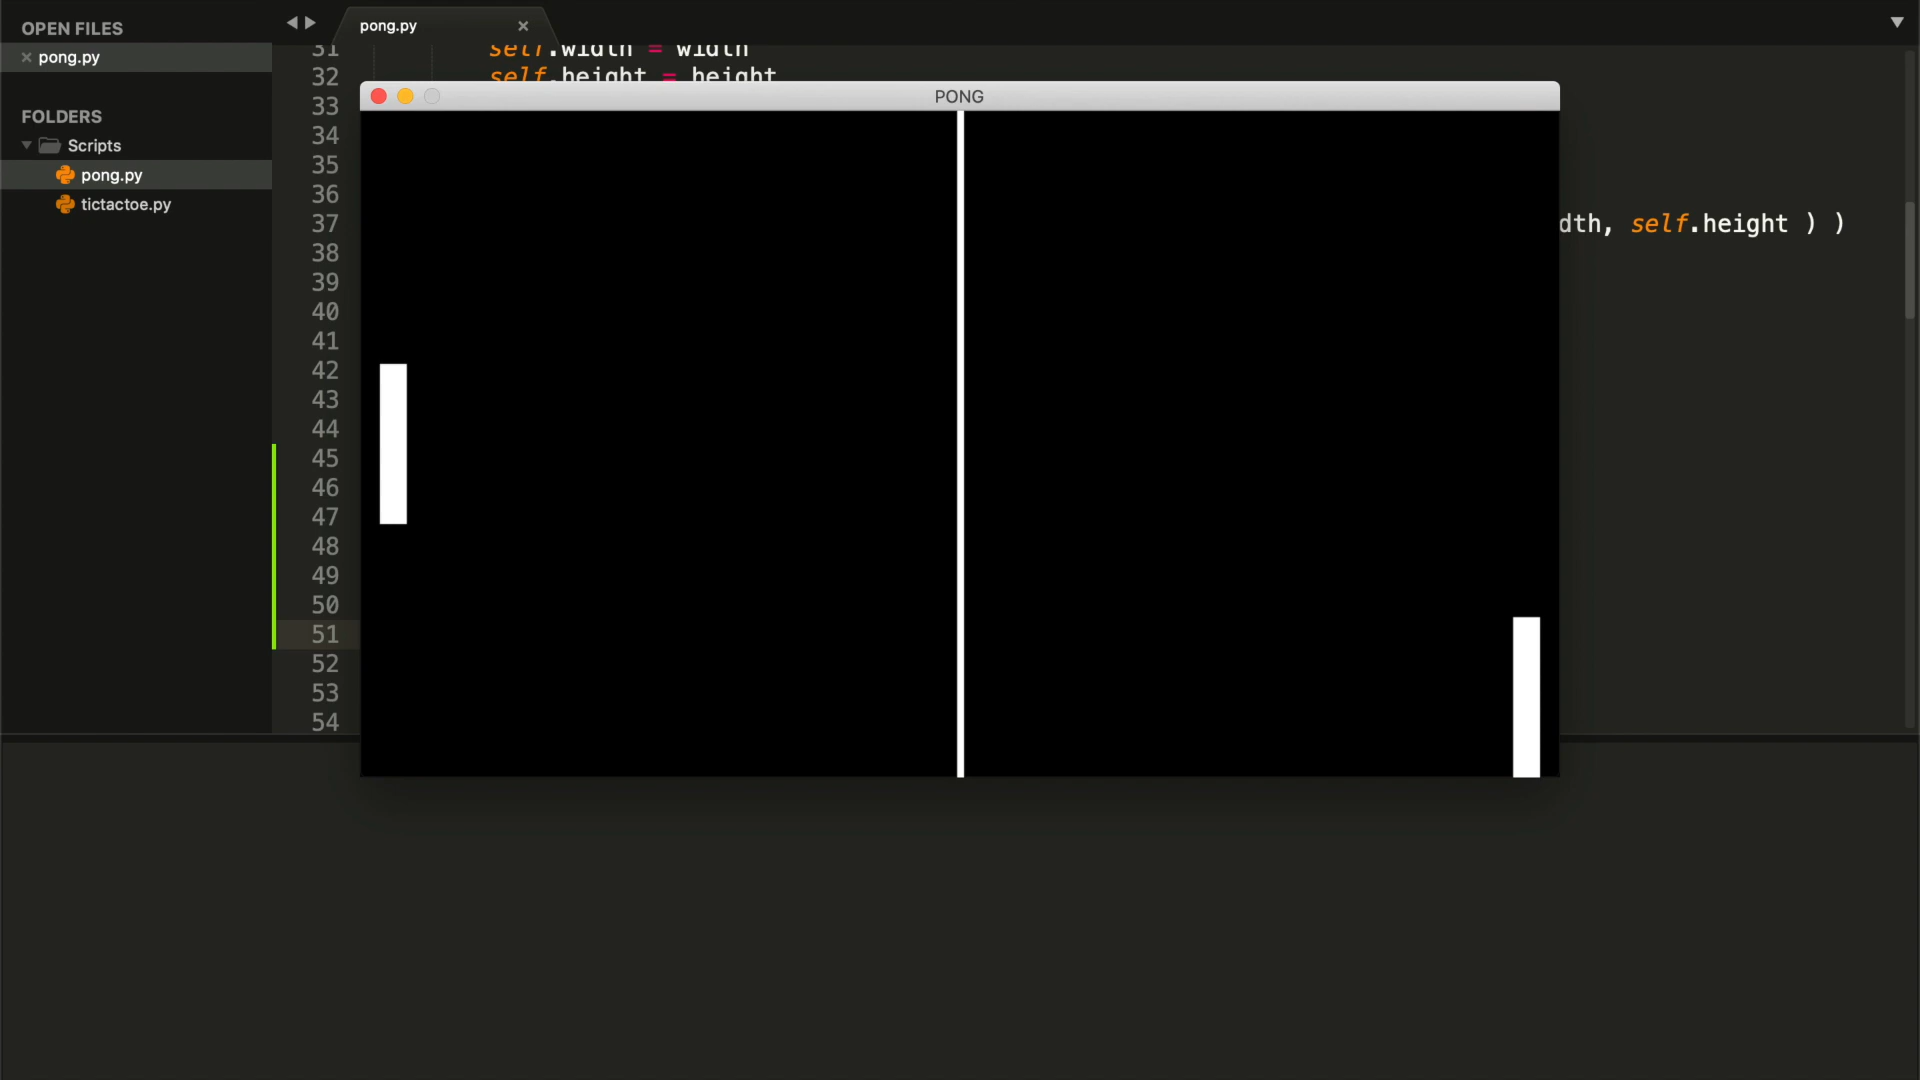 OPEN FILES
pong.py
FOLDERS
Scripts
pong.py
tictactoe.py
pong.py
31 self.width = width
32 self.height = height
33
34
35
36
37 dth, self.height ) )
38
39
40
41
42
43
44
45
46
47
48
49
50
51
52
53
54
PONG